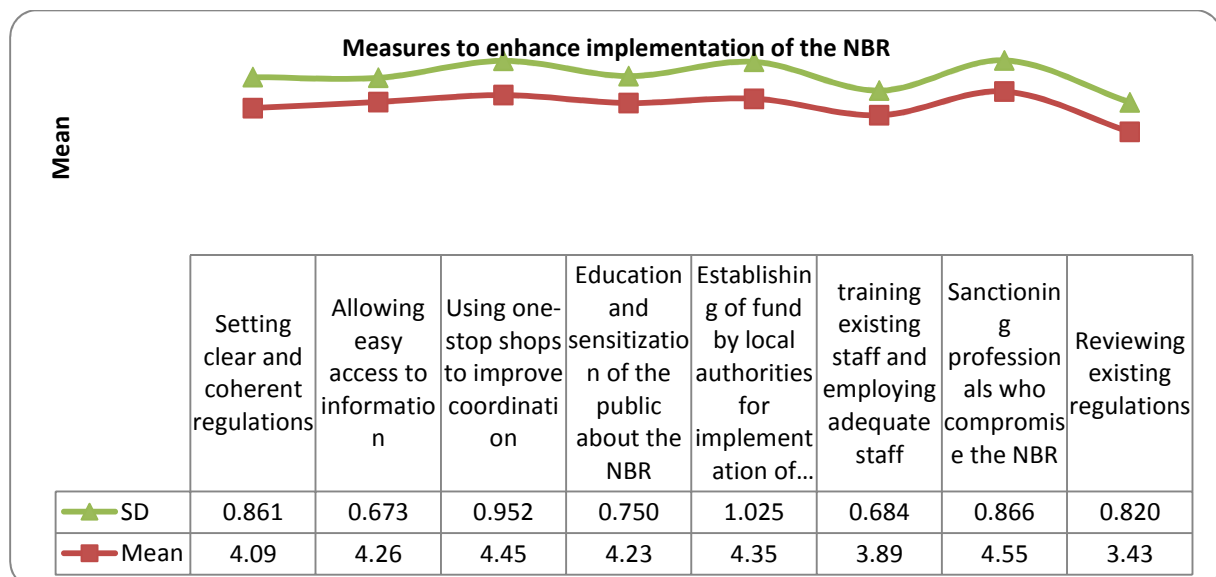 Measures to enhance implementation of the NBR
Mean
Setting
clear and
coherent
regulations
Allowing
easy
access to
informatio
n
Using one-
stop shops
to improve
coordinati
on
Education
and
sensitizatio
n of the
public
about the
NBR
Establishin
g of fund
by local
authorities
for
implement
ation of…
training
existing
staff and
employing
adequate
staff
Sanctionin
g
profession
als who
compromis
e the NBR
Reviewing
existing
regulations
SD 0.861 0.673 0.952 0.750 1.025 0.684 0.866 0.820
Mean 4.09 4.26 4.45 4.23 4.35 3.89 4.55 3.43